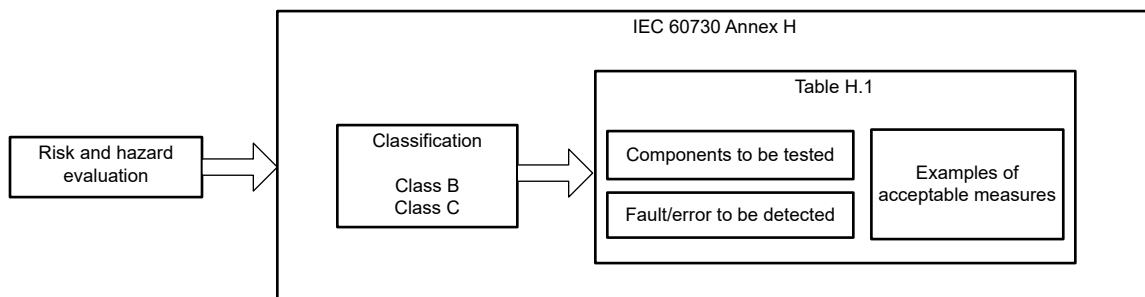 IEC 60730 Annex H
Table H.1
Risk and hazard
evaluation
Classification
Class B
Class C
Components to be tested
Fault/error to be detected
Examples of
acceptable measures